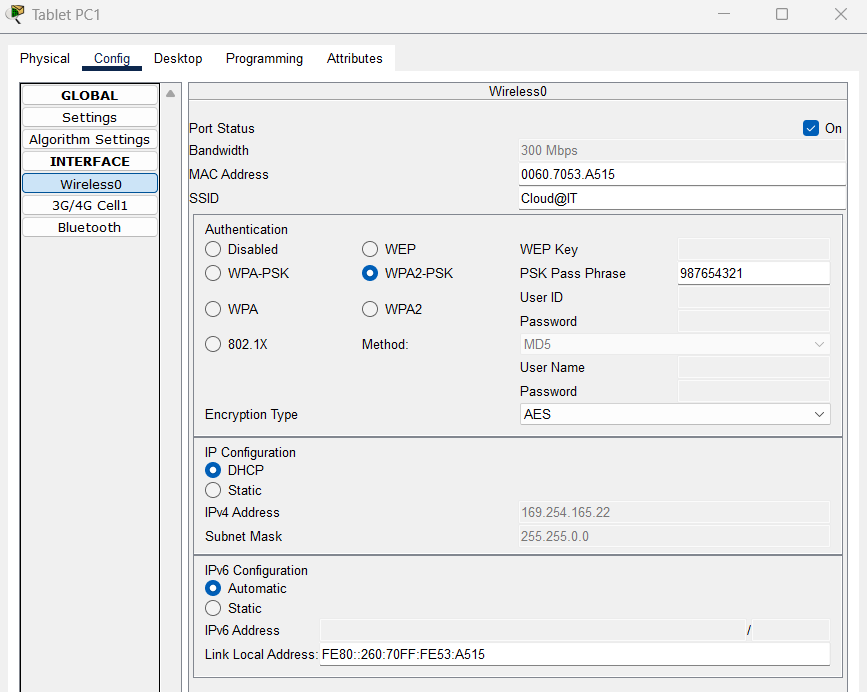 Tablet PC1
Physical Config Desktop Programming Attributes
GLOBAL
Settings
Algorithm Settings
INTERFACE
Wireless0
3G/4G Cell1
Bluetooth
Wireless0
Port Status On
Bandwidth 300 Mbps
MAC Address 0060.7053.A515
SSID Cloud@IT
Authentication
Disabled WEP WEP Key
WPA-PSK WPA2-PSK PSK Pass Phrase 987654321
User ID
WPA WPA2
Password
802.1X Method: MD5
User Name
Password
Encryption Type AES
IP Configuration
DHCP
Static
IPv4 Address 169.254.165.22
Subnet Mask 255.255.0.0
IPv6 Configuration
Automatic
Static
IPv6 Address /
Link Local Address: FE80::260:70FF:FE53:A515